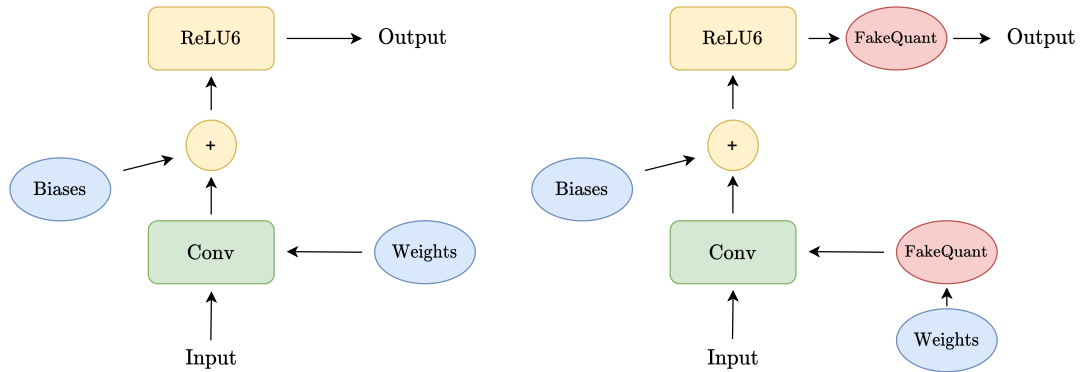 ReLU6
Output
+
Biases
Conv
Weights
Input
ReLU6
FakeQuant
Output
+
Biases
Conv
FakeQuant
Weights
Input